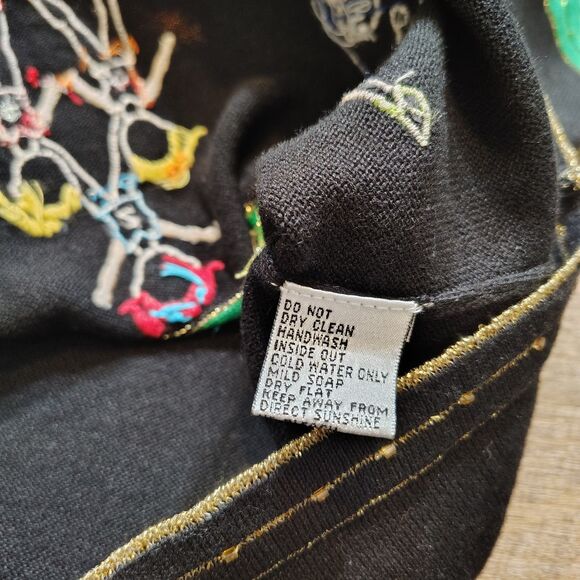 DO NOT
DRY CLEAN
HANDWASH
INSIDE OUT
COLD WATER ONLY
MILD SOAP
DRY FLAT
KEEP AWAY FROM
DIRECT SUNSHINE